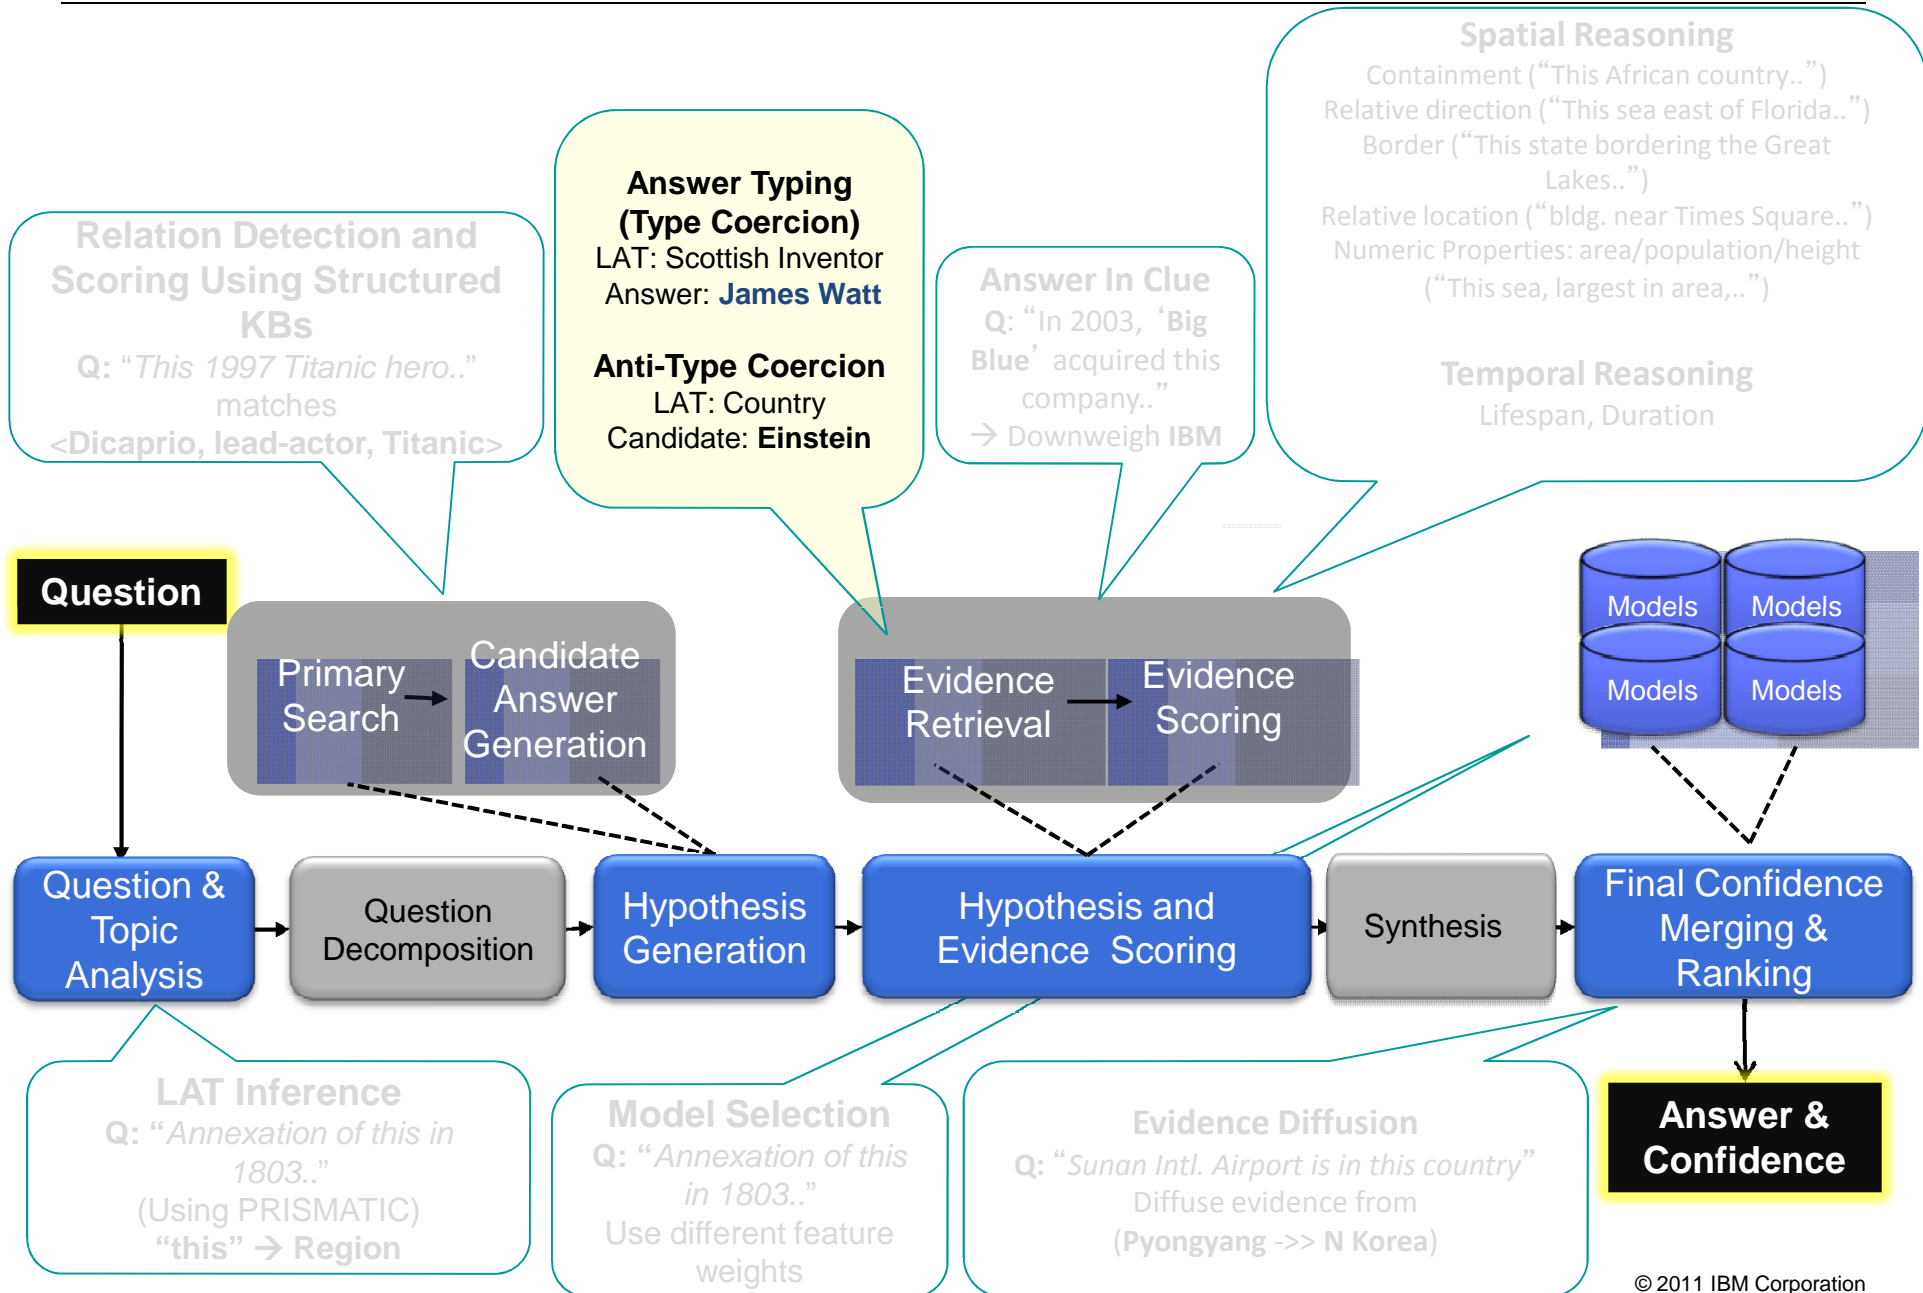 Spatial Reasoning
Containment (“This African country..”)
Relative direction (“This sea east of Florida..”)
Border (“This state bordering the Great
Lakes..”)
Relative location (“bldg. near Times Square..”)
Numeric Properties: area/population/height
(“This sea, largest in area,..”)
Temporal Reasoning
Lifespan, Duration
Answer Typing
(Type Coercion)
LAT: Scottish Inventor
Answer: James Watt
Anti-Type Coercion
LAT: Country
Candidate: Einstein
Relation Detection and
Scoring Using Structured
KBs
Q: “This 1997 Titanic hero..”
matches
<Dicaprio, lead-actor, Titanic>
Answer In Clue
Q: “In 2003, ‘Big
Blue’ acquired this
company..”
→ Downweigh IBM
Question
Primary
Search
Candidate
Answer
Generation
Evidence
Retrieval
Evidence
Scoring
Models
Models
Models
Models
Question &
Topic
Analysis
Question
Decomposition
Hypothesis
Generation
Hypothesis and
Evidence Scoring
Synthesis
Final Confidence
Merging &
Ranking
LAT Inference
Q: “Annexation of this in
1803..”
(Using PRISMATIC)
“this” → Region
Model Selection
Q: “Annexation of this
in 1803..”
Use different feature
weights
Evidence Diffusion
Q: “Sunan Intl. Airport is in this country”
Diffuse evidence from
(Pyongyang ->> N Korea)
Answer &
Confidence
© 2011 IBM Corporation